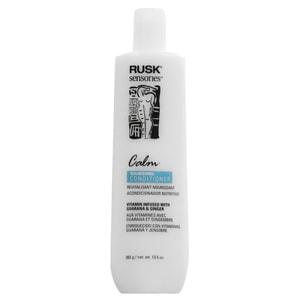 RUSK
sensories
Calm
NOURISHING
CONDITIONER
REVITALISANT NOURRISSANT
ACONDICIONADOR NUTRITIVO
VITAMIN INFUSED WITH
GUARANA & GINGER
AUX VITAMINES AVEC
GUARANA ET GINGEMBRE
ENRIQUECIDO CON VITAMINAS,
GUARANA Y JENGIBRE